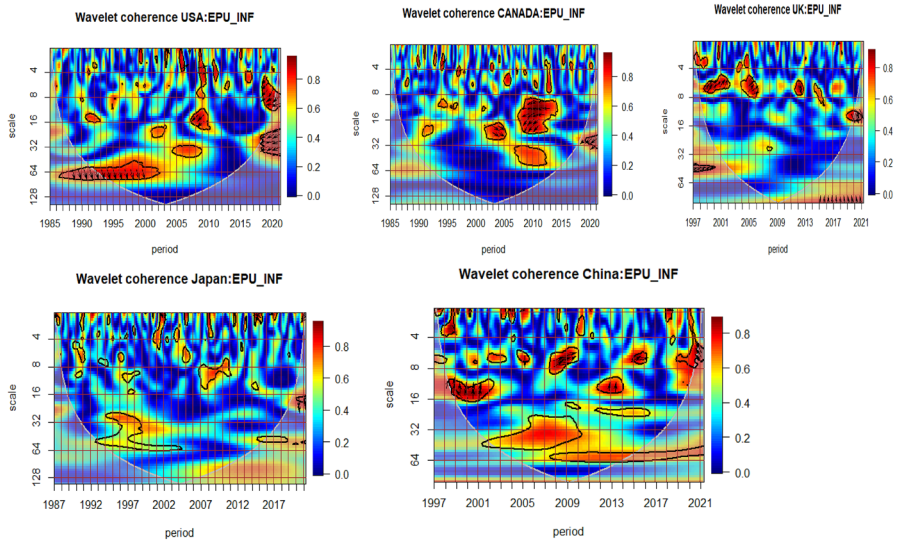 Wavelet coherence USA:EPU_INF
scale
4
8
16
32
64
128
1985 1990 1995 2000 2005 2010 2015 2020
period
0.8
0.6
0.4
0.2
0.0
Wavelet coherence CANADA:EPU_INF
scale
4
8
16
32
64
128
1985 1990 1995 2000 2005 2010 2015 2020
period
0.8
0.6
0.4
0.2
0.0
Wavelet coherence UK:EPU_INF
scale
4
8
16
32
64
1997 2001 2005 2009 2013 2017 2021
period
0.8
0.6
0.4
0.2
0.0
Wavelet coherence Japan:EPU_INF
scale
4
8
16
32
64
128
1987 1992 1997 2002 2007 2012 2017
period
0.8
0.6
0.4
0.2
0.0
Wavelet coherence China:EPU_INF
scale
4
8
16
32
64
1997 2001 2005 2009 2013 2017 2021
period
0.8
0.6
0.4
0.2
0.0